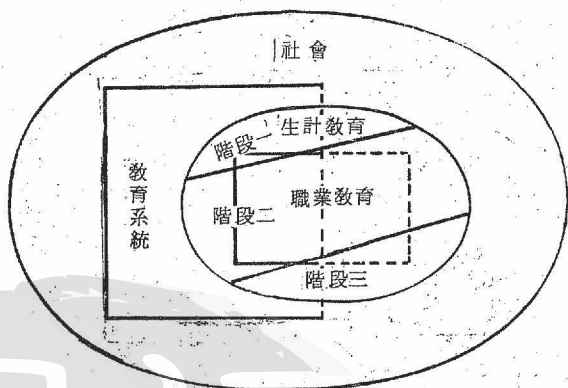 社會
生計教育
階段一
教育系統
職業教育
階段二
階段三